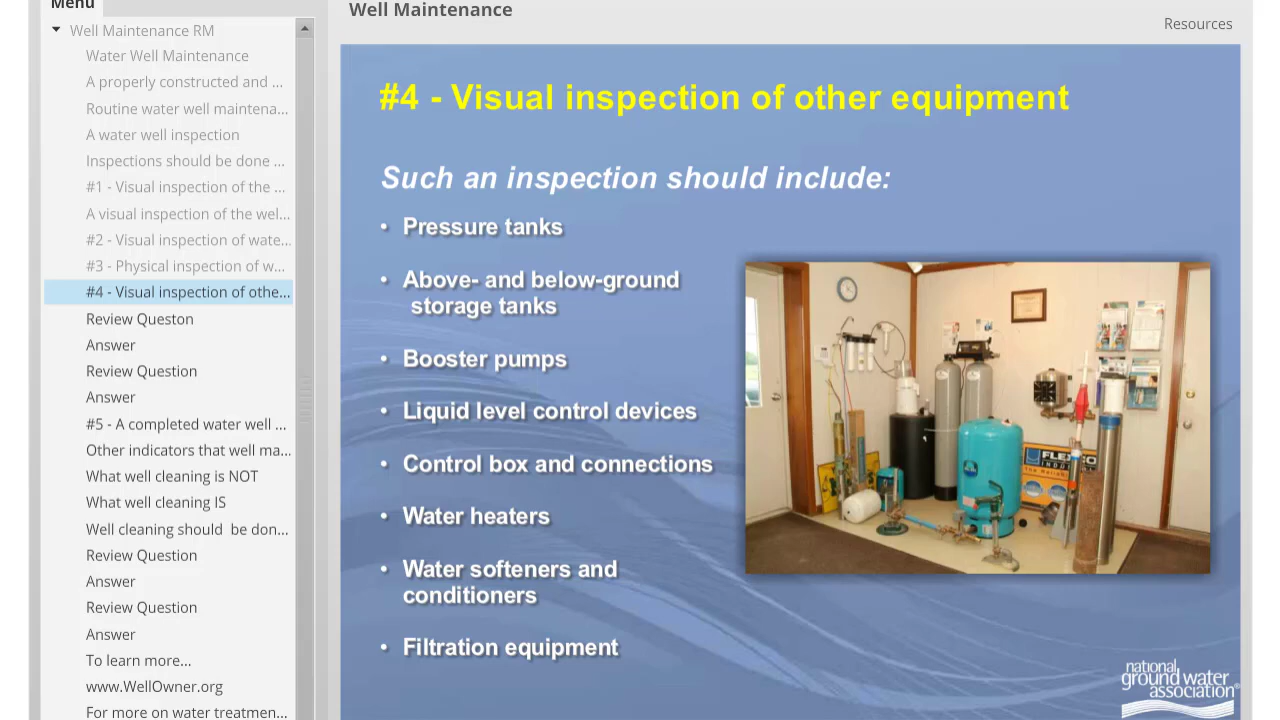 Menu
Well Maintenance RM
Water Well Maintenance
A properly constructed and ...
Routine water well maintena...
A water well inspection
Inspections should be done ...
#1 - Visual inspection of the ...
A visual inspection of the wel...
#2 - Visual inspection of wate...
#3 - Physical inspection of w...
#4 - Visual inspection of othe...
Review Queston
Answer
Review Question
Answer
#5 - A completed water well ...
Other indicators that well ma...
What well cleaning is NOT
What well cleaning IS
Well cleaning should  be don...
Review Question
Answer
Review Question
Answer
To learn more...
www.WellOwner.org
For more on water treatmen...
Well Maintenance
Resources
#4 - Visual inspection of other equipment
Such an inspection should include:
• Pressure tanks
• Above- and below-ground
storage tanks
• Booster pumps
• Liquid level control devices
• Control box and connections
• Water heaters
• Water softeners and
conditioners
• Filtration equipment
national
ground water
association®